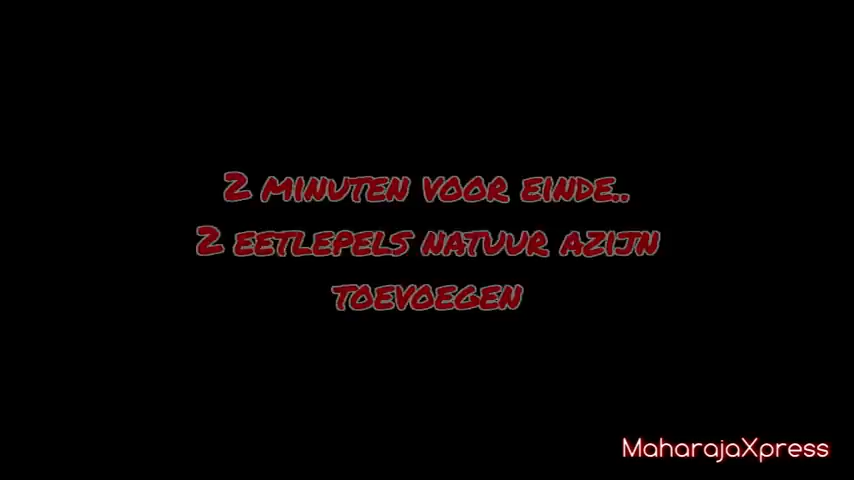 2 MINUTEN VOOR EINDE..
2 EETLEPELS NATUUR AZIJN
TOEVOEGEN
MaharajaXpress